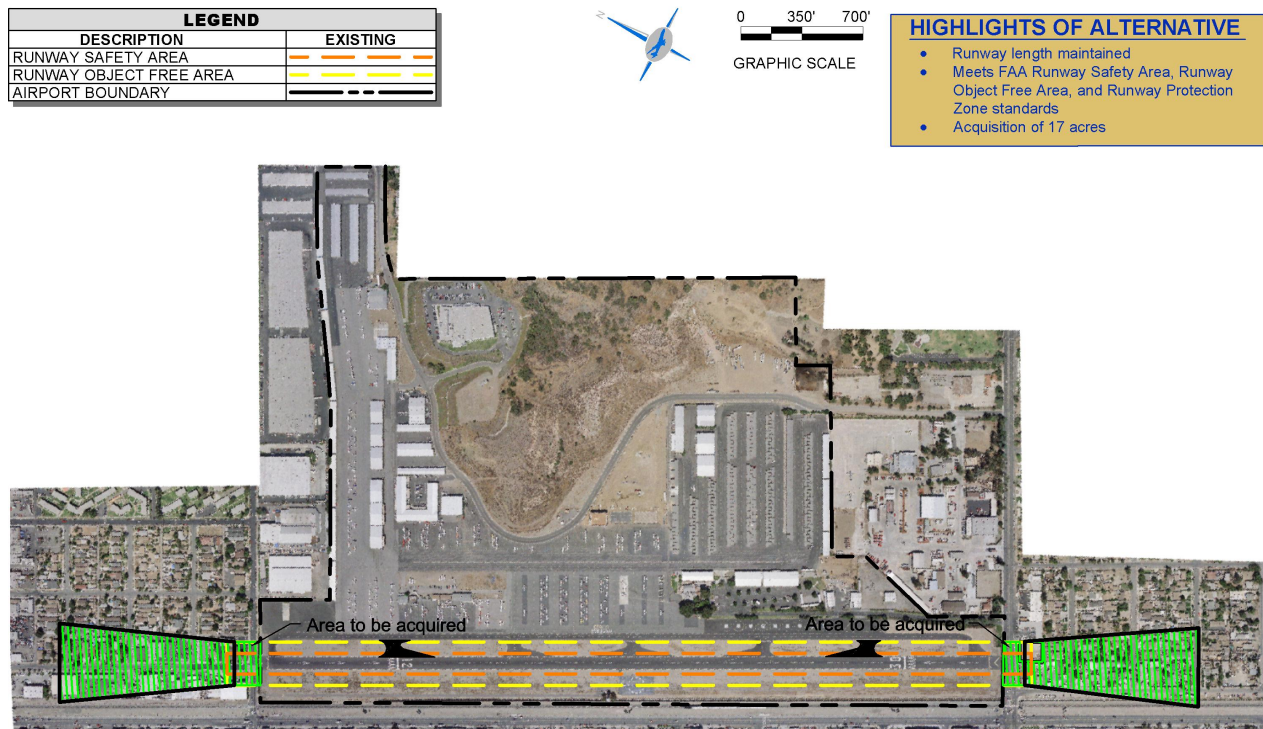 LEGEND
DESCRIPTION EXISTING
RUNWAY SAFETY AREA
RUNWAY OBJECT FREE AREA
AIRPORT BOUNDARY
N
0 350' 700'
GRAPHIC SCALE
HIGHLIGHTS OF ALTERNATIVE
• Runway length maintained
• Meets FAA Runway Safety Area, Runway
Object Free Area, and Runway Protection
Zone standards
• Acquisition of 17 acres
Area to be acquired
Area to be acquired
12
30